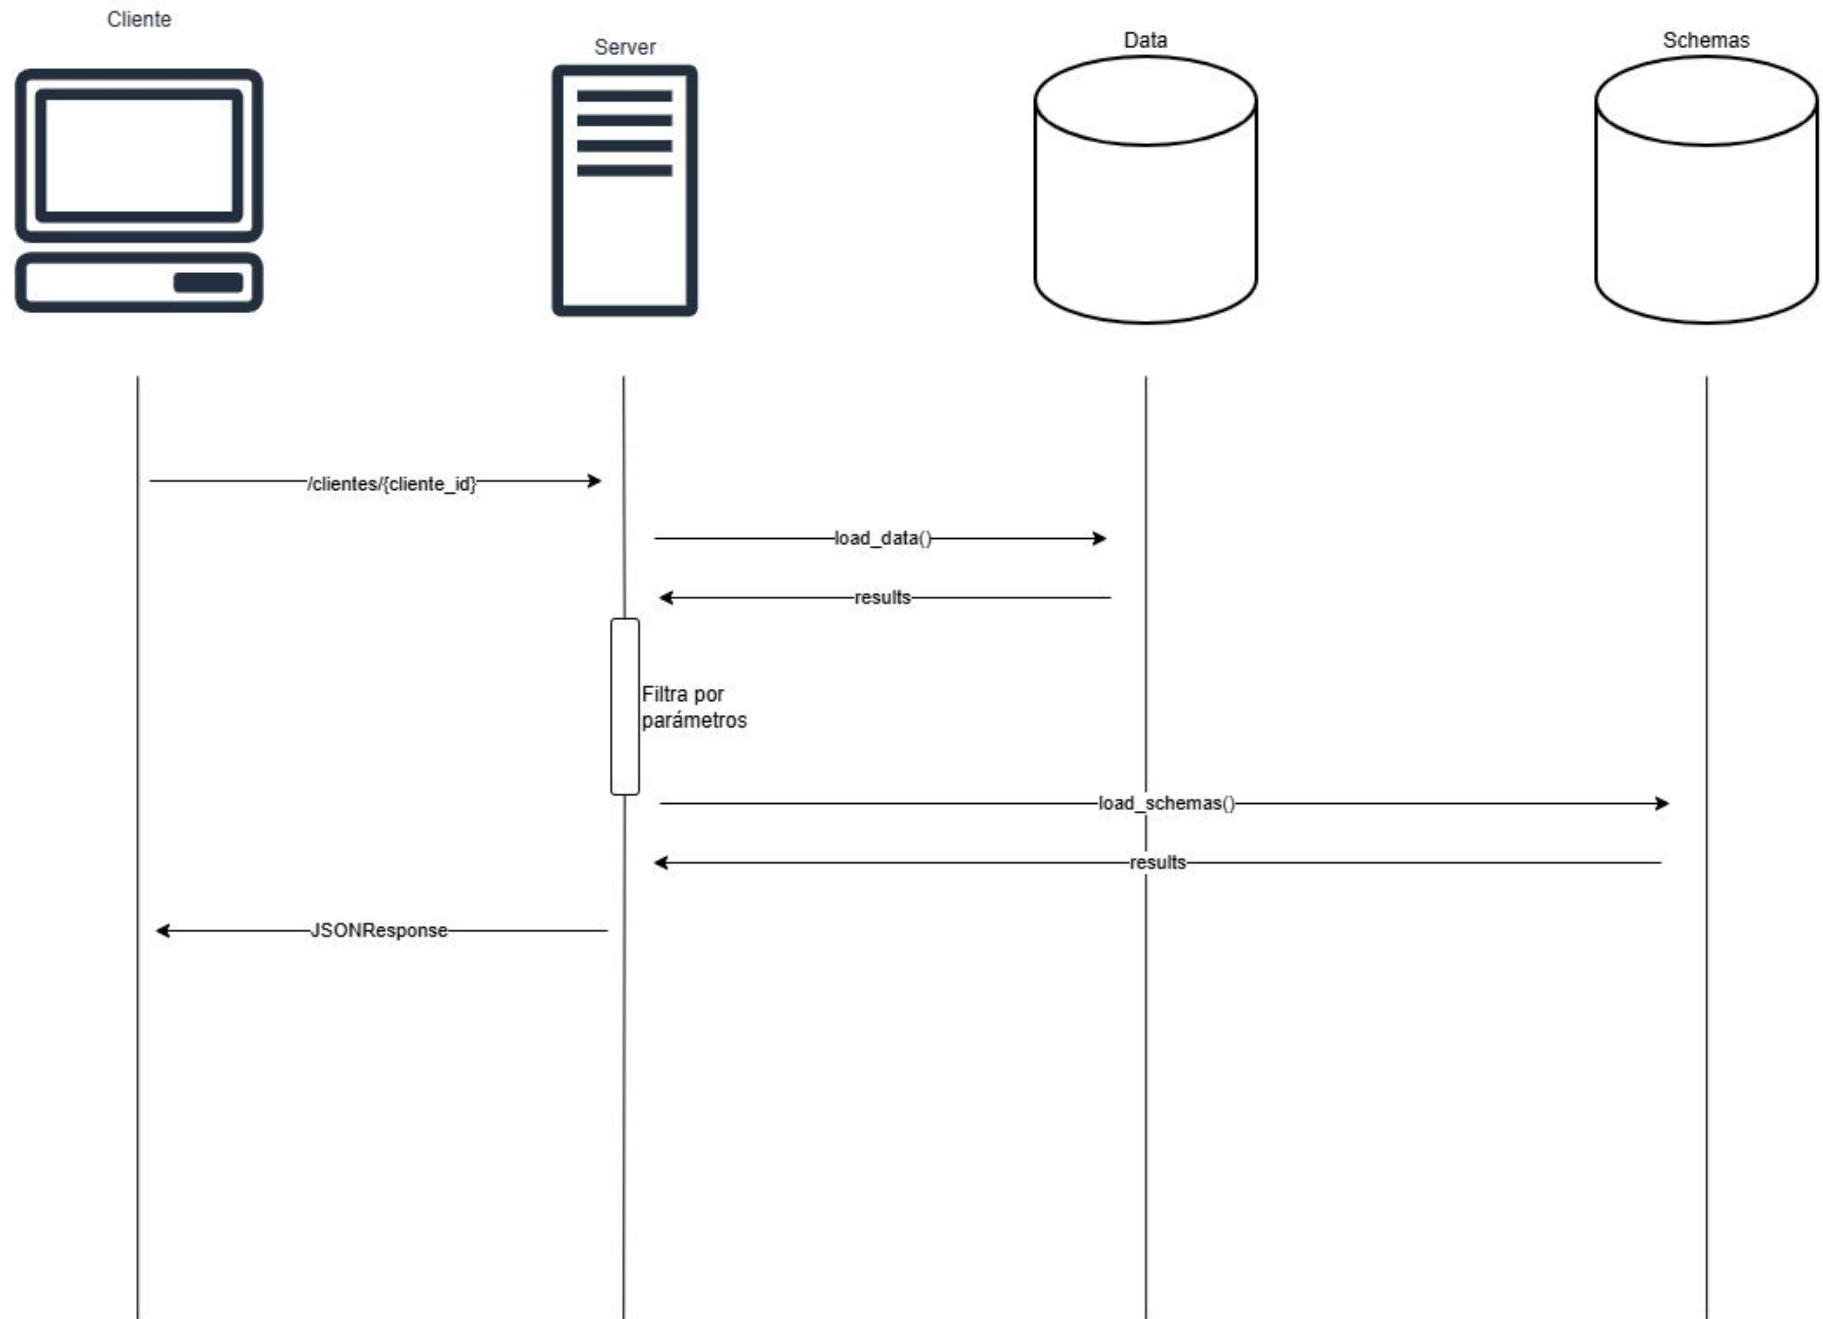 Cliente
Server
Data
Schemas
/clientes/{cliente_id}
load_data()
results
Filtra por
parámetros
load_schemas()
results
JSONResponse